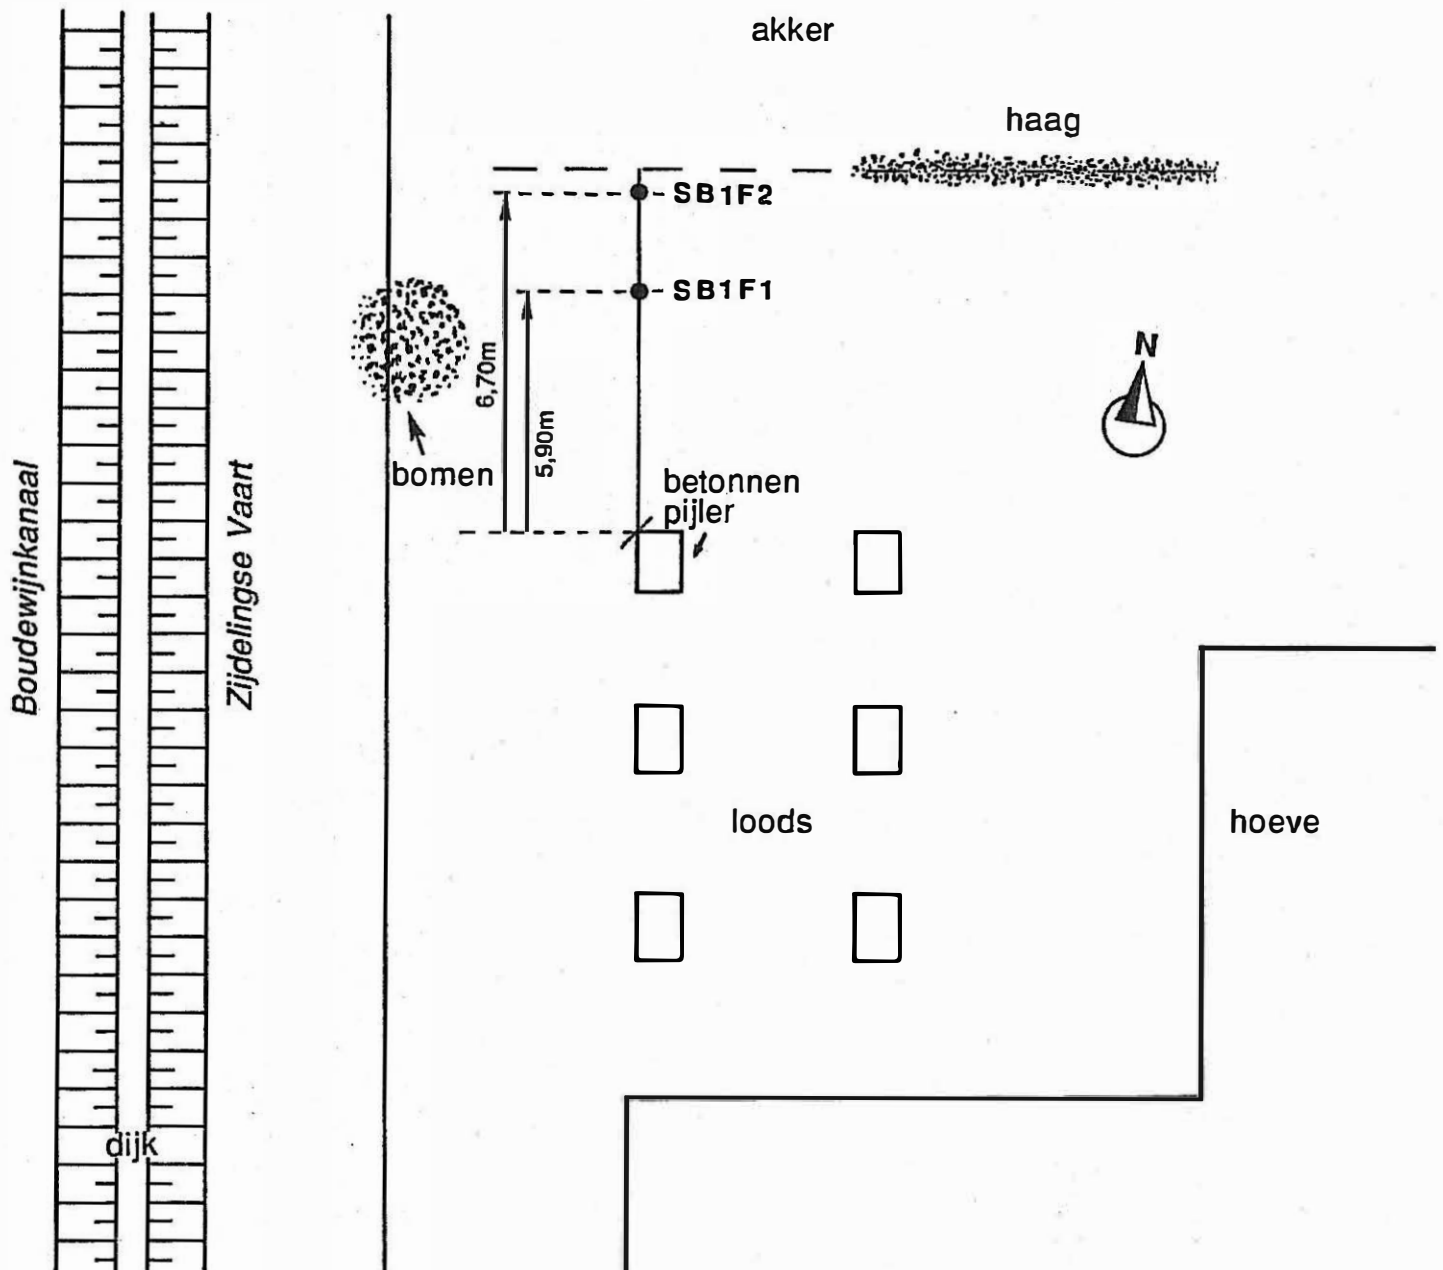 akker
haag
SB1F2
SB1F1
N
6,70m
5,90m
bomen
betonnen
pijler
Boudewijnkanaal
Zijdelingse Vaart
loods
hoeve
dijk